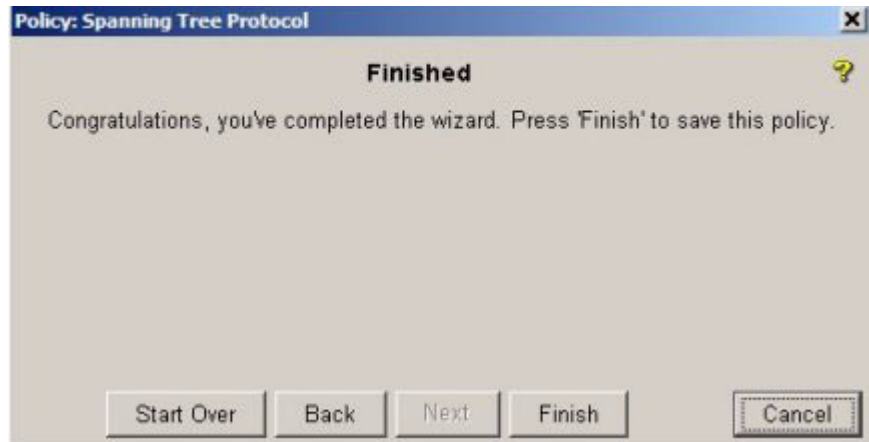 Policy: Spanning Tree Protocol
Finished
Congratulations, you've completed the wizard. Press 'Finish' to save this policy.
Start Over Back Next Finish Cancel